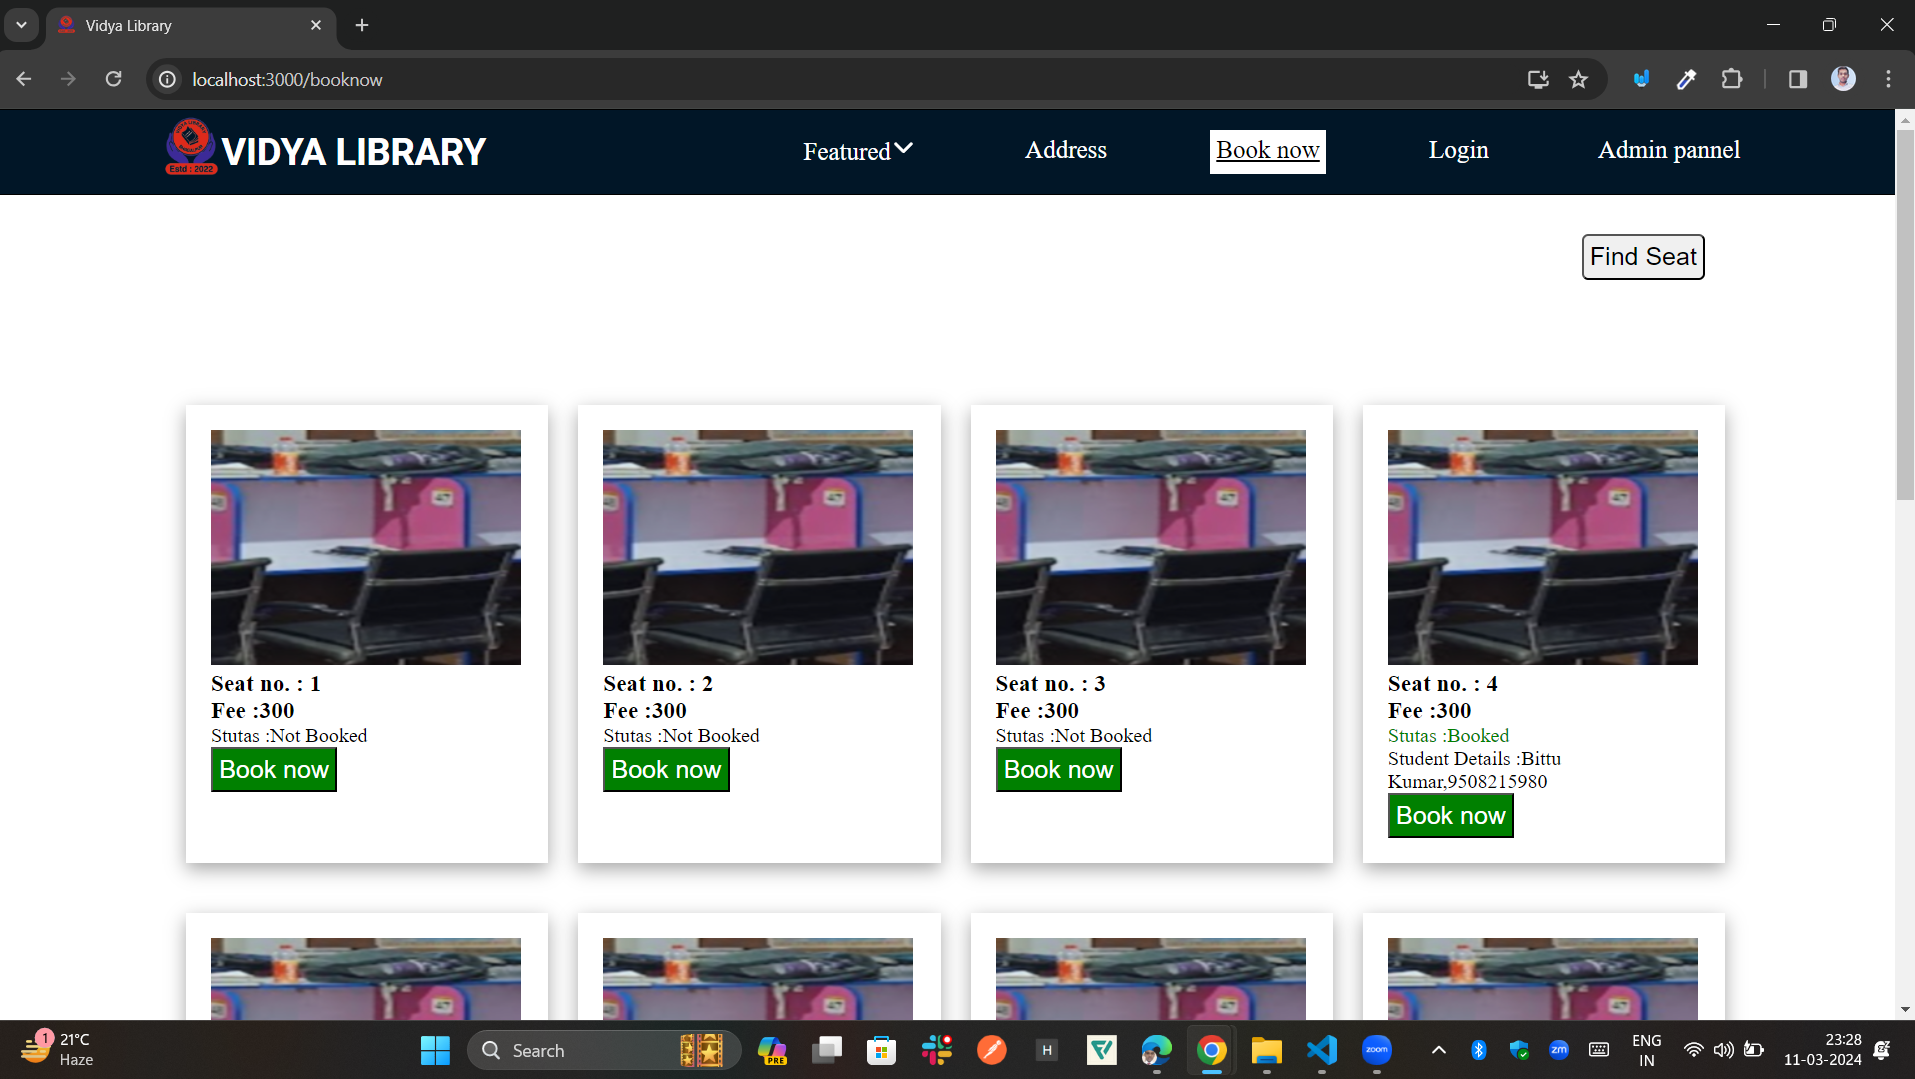 Vidya Library
localhost:3000/booknow
VIDYA LIBRARY
Estd : 2022
Featured
Address
Book now
Login
Admin pannel
Find Seat
Seat no. : 1
Fee :300
Stutas :Not Booked
Book now
Seat no. : 2
Fee :300
Stutas :Not Booked
Book now
Seat no. : 3
Fee :300
Stutas :Not Booked
Book now
Seat no. : 4
Fee :300
Stutas :Booked
Student Details :Bittu
Kumar,9508215980
Book now
1
21°C
Haze
Search
PRE
H
zoom
zm
ENG
IN
23:28
11-03-2024